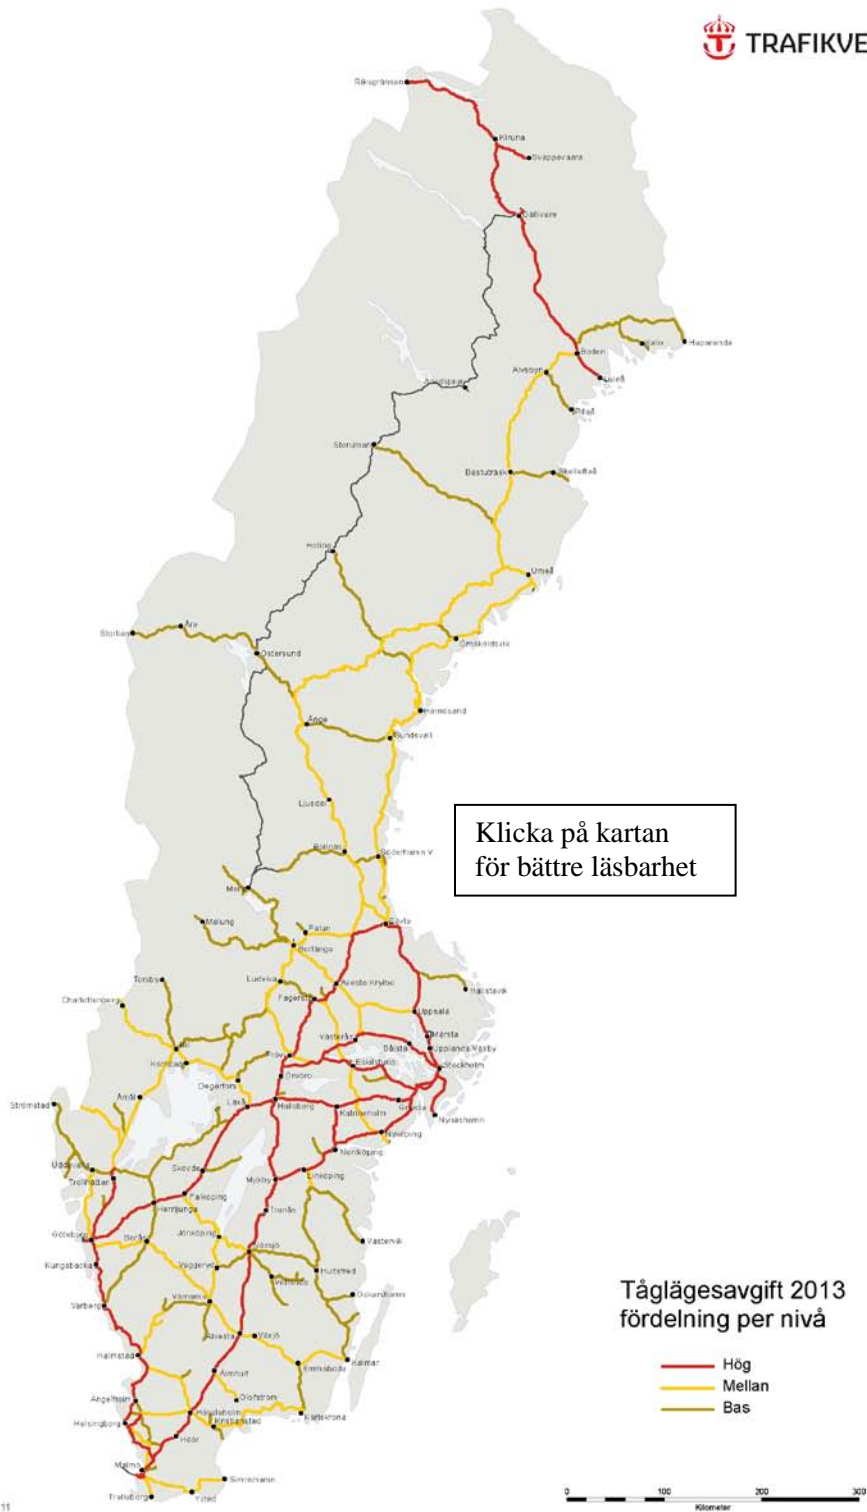 TRAFIKVE
Riksgränsen
Kiruna
Svappavaara
Gällivare
Boden
Kalix
Haparanda
Älvsbyn
Luleå
Arvidsjaur
Piteå
Storuman
Bastuträsk
Skellefteå
Hoting
Umeå
Åre
Storlien
Örnsköldsvik
Östersund
Härnösand
Ånge
Sundsvall
Ljusdal
Klicka på kartan
för bättre läsbarhet
Bollnäs
Söderhamn V
Mora
Malung
Gävle
Falun
Borlänge
Torsby
Ludvika
Avesta Krylbo
Hallstavik
Charlottenberg
Fagersta
Uppsala
Märsta
Västerås
Bålsta
Upplands Väsby
Kil
Frövi
Karlstad
Eskilstuna
Stockholm
Degerfors
Örebro
Åmål
Strömstad
Laxå
Hallsberg
Katrineholm
Gnesta
Nynäshamn
Nyköping
Norrköping
Uddevalla
Skövde
Linköping
Trollhättan
Mjölby
Falköping
Herrljunga
Tranås
Göteborg
Borås
Jönköping
Västervik
Nässjö
Kungsbacka
Vaggeryd
Hultsfred
Vetlanda
Oskarshamn
Tåglägesavgift 2013
fördelning per nivå
Varberg
Värnamo
Alvesta
Växjö
Halmstad
Kalmar
Emmaboda
Hög
Älmhult
Mellan
Ängelholm
Olofström
Bas
Hässleholm
Karlskrona
Helsingborg
Kristianstad
Höör
Malmö
Simrishamn
Trelleborg
Ystad
0 100 200 300
Kilometer
11